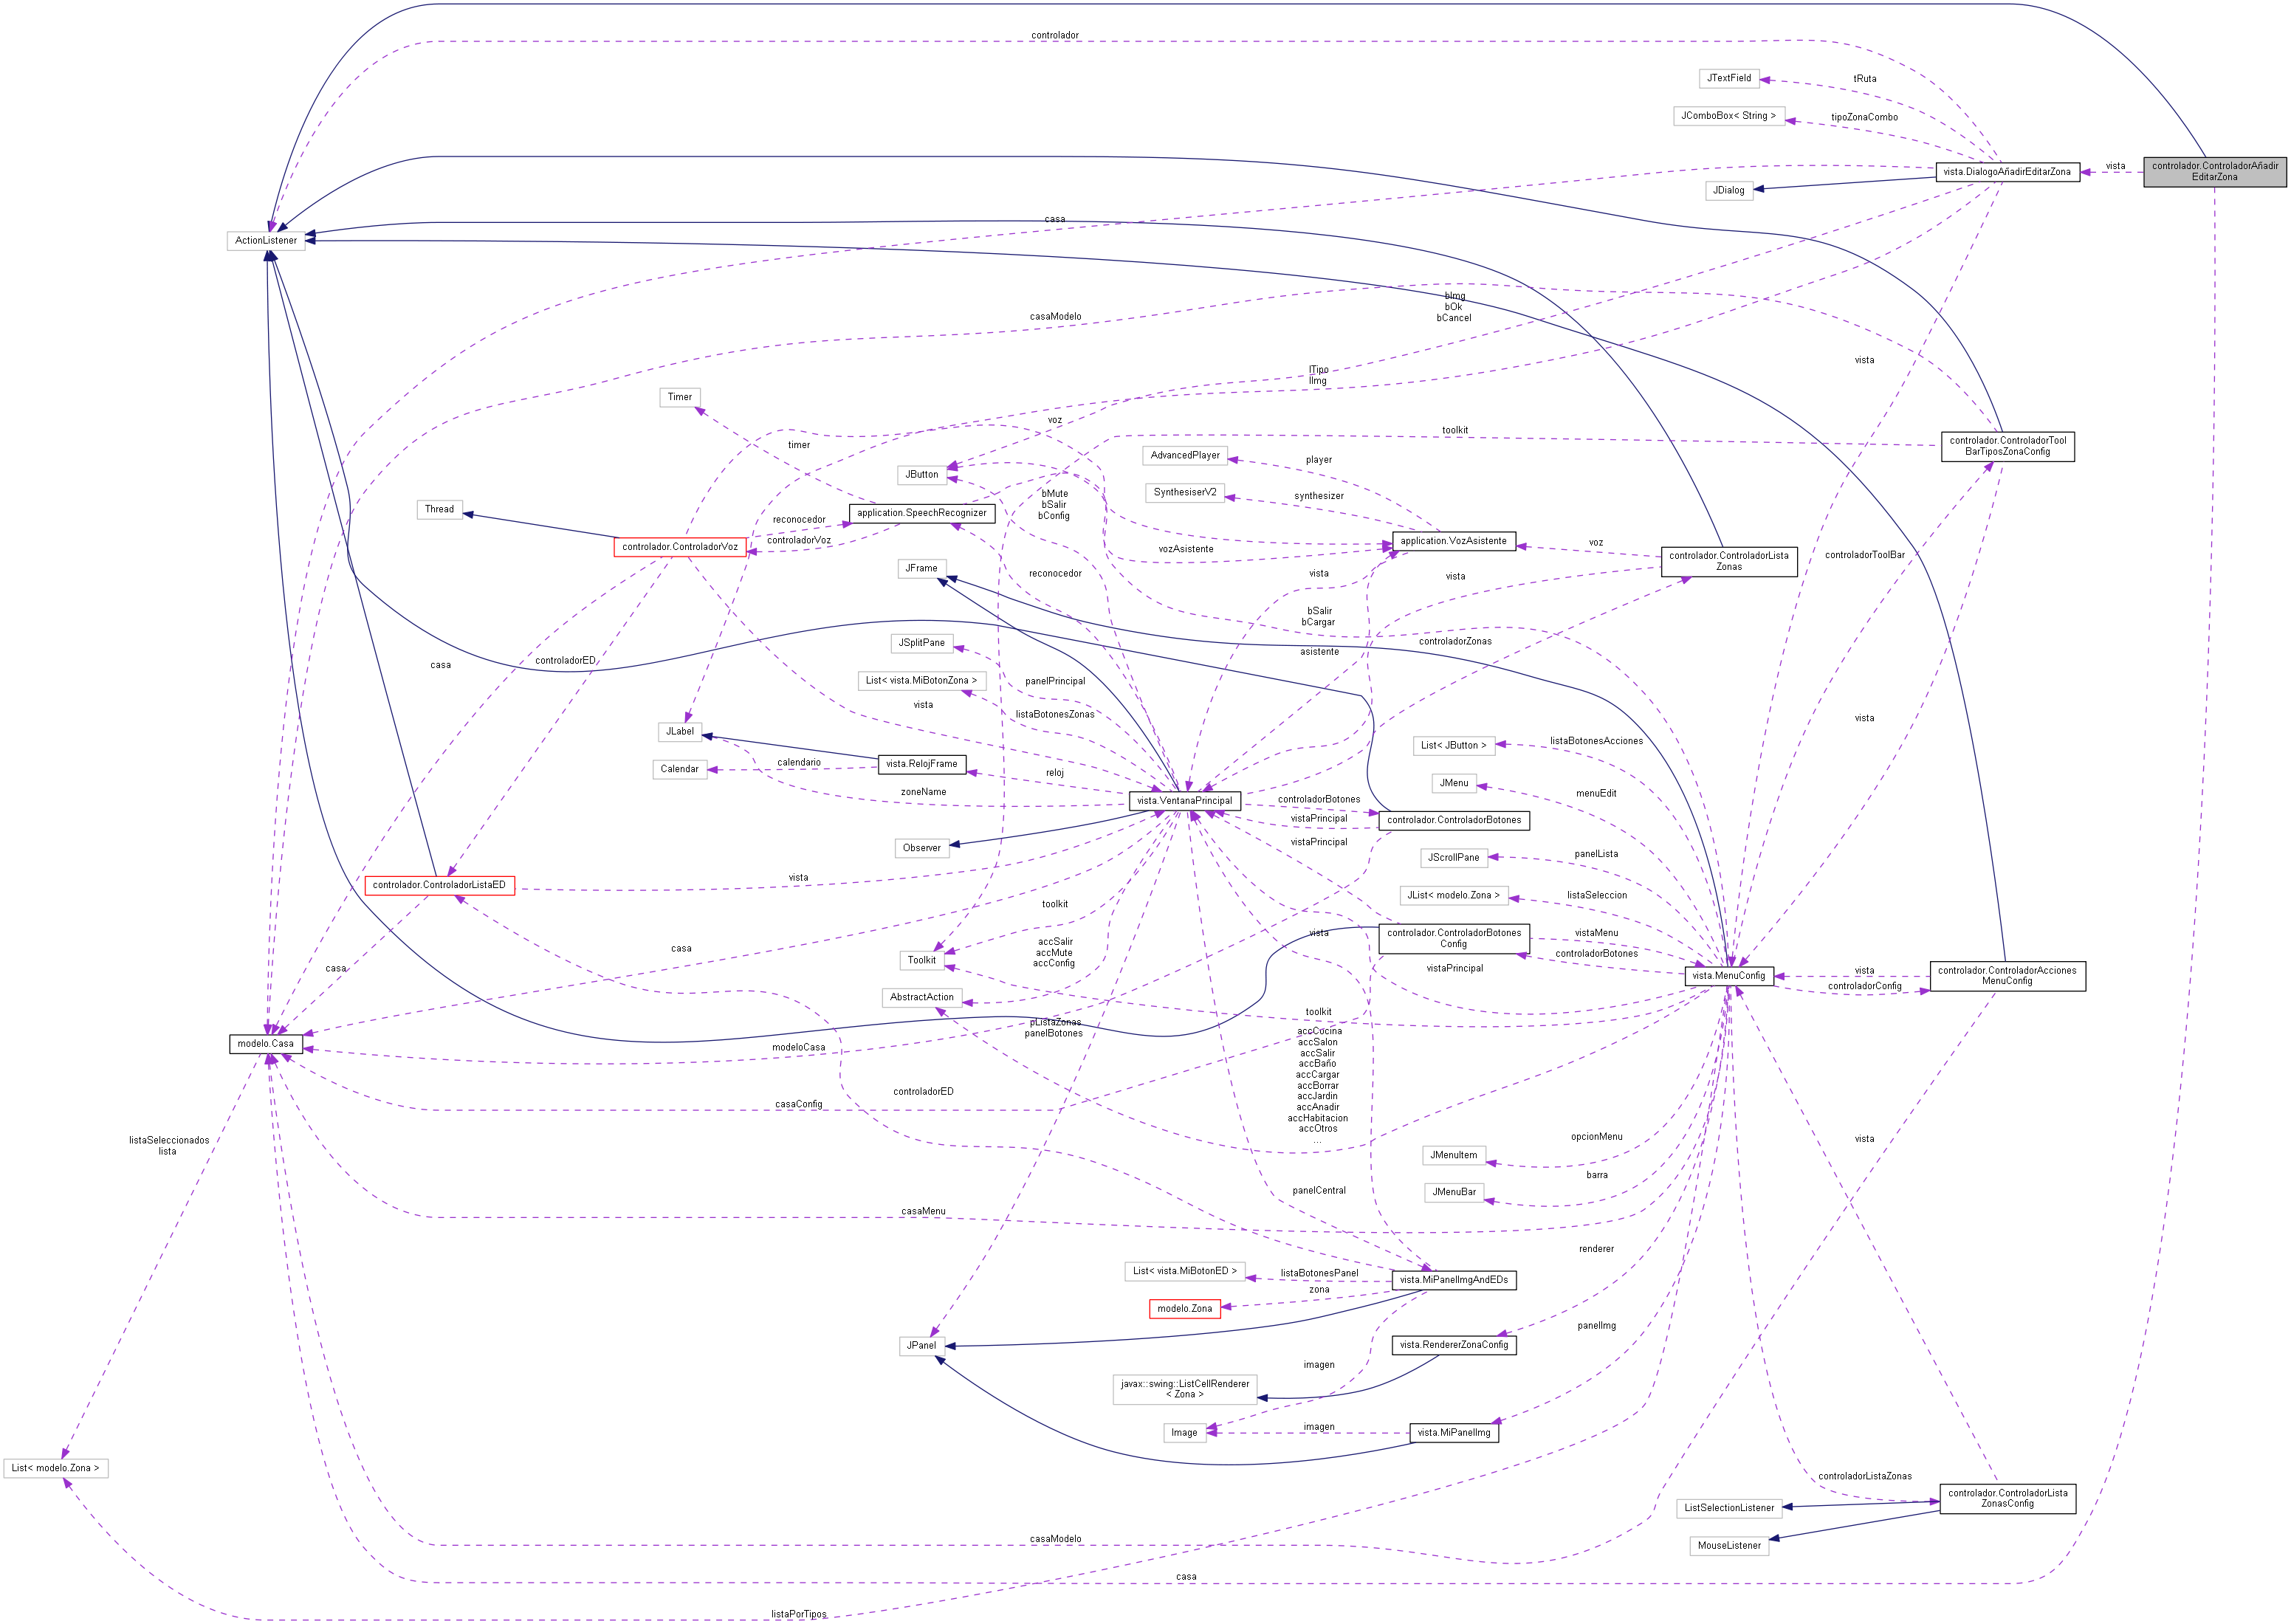 controlador
JTextField
tRuta
JComboBox< String >
tipoZonaCombo
controlador.ControladorAñadir
EditarZona
vista
vista.DialogoAñadirEditarZona
JDialog
casa
ActionListener
bImg
bOk
bCancel
casaModelo
vista
lTipo
lImg
Timer
voz
toolkit
controlador.ControladorTool
BarTiposZonaConfig
timer
AdvancedPlayer
player
JButton
SynthesiserV2
synthesizer
bMute
bSalir
bConfig
Thread
application.SpeechRecognizer
reconocedor
controladorVoz
controlador.ControladorVoz
application.VozAsistente
voz
vozAsistente
controlador.ControladorLista
Zonas
controladorToolBar
JFrame
reconocedor
vista
vista
bSalir
bCargar
JSplitPane
controladorZonas
asistente
casa
controladorED
panelPrincipal
List< vista.MiBotonZona >
listaBotonesZonas
vista
vista
JLabel
List< JButton >
listaBotonesAcciones
Calendar
calendario
vista.RelojFrame
reloj
JMenu
menuEdit
zoneName
vista.VentanaPrincipal
controladorBotones
vistaPrincipal
controlador.ControladorBotones
vistaPrincipal
Observer
JScrollPane
panelLista
controlador.ControladorListaED
vista
JList< modelo.Zona >
listaSeleccion
toolkit
vista
controlador.ControladorBotones
Config
vistaMenu
controladorBotones
casa
accSalir
accMute
accConfig
Toolkit
casa
vistaPrincipal
vista.MenuConfig
vista
controladorConfig
controlador.ControladorAcciones
MenuConfig
AbstractAction
toolkit
pListaZonas
panelBotones
modelo.Casa
modeloCasa
accCocina
accSalon
accSalir
accBaño
accCargar
accBorrar
accJardin
accAnadir
accHabitacion
accOtros
...
controladorED
casaConfig
listaSeleccionados
lista
opcionMenu
vista
JMenuItem
barra
JMenuBar
panelCentral
casaMenu
renderer
List< vista.MiBotonED >
listaBotonesPanel
vista.MiPanelImgAndEDs
zona
modelo.Zona
panelImg
JPanel
vista.RendererZonaConfig
imagen
javax::swing::ListCellRenderer
< Zona >
Image
imagen
vista.MiPanelImg
List< modelo.Zona >
controladorListaZonas
controlador.ControladorLista
ZonasConfig
ListSelectionListener
casaModelo
MouseListener
casa
listaPorTipos